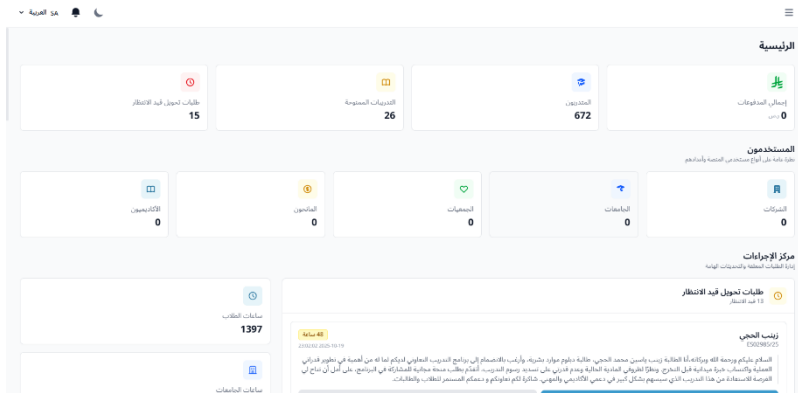 العربية SA
الرئيسية
إجمالي المدفوعات
0 ر.س
المتدربون
672
التدريبات الممنوحة
26
طلبات تحويل قيد الانتظار
15
المستخدمون
نظرة عامة على أنواع مستخدمي المنصة وأعدادهم
الشركات
0
الجامعات
0
الجمعيات
0
المانحون
0
الأكاديميون
0
مركز الإجراءات
إدارة الطلبات المعلقة والتحديثات الهامة
طلبات تحويل قيد الانتظار
13 قيد الانتظار
زينب الحجي
ES02985/25
48 ساعة
2025-10-19
السلام عليكم ورحمة الله وبركاته،أنا الطالبة زينب ياسين محمد الحجي، طالبة دبلوم موارد بشرية، وأرغب بالانضمام إلى برنامج التدريب التعاوني لديكم لما له من أهمية في تطوير قدراتي
العملية واكتساب خبرة ميدانية قبل التخرج. ونظرًا لظروفي المادية الحالية وعدم قدرتي على تسديد رسوم التدريب، أتقدم بطلب منحة مجانية للمشاركة في البرنامج، على أمل أن تتاح لي
الفرصة للاستفادة من هذا التدريب الذي سيسهم بشكل كبير في دعمي الأكاديمي والمهني. شاكرة لكم تعاونكم و دعمكم المستمر للطلاب والطالبات.
ساعات الطلاب
1397
ساعات الجامعات